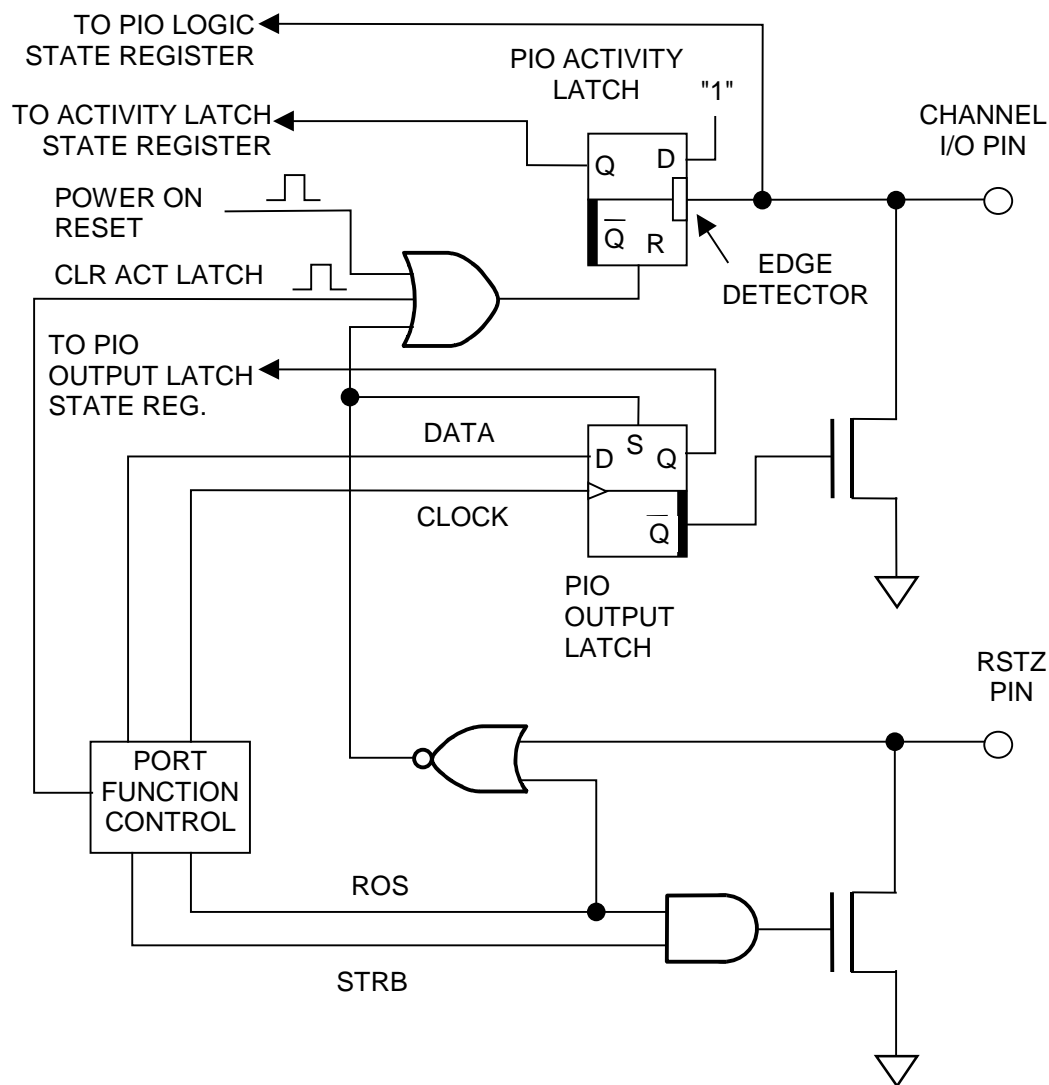 TO PIO LOGIC
STATE REGISTER
PIO ACTIVITY
LATCH
"1"
TO ACTIVITY LATCH
STATE REGISTER
CHANNEL
I/O PIN
Q
D
Q̅
R
POWER ON
RESET
CLR ACT LATCH
EDGE
DETECTOR
TO PIO
OUTPUT LATCH
STATE REG.
DATA
D
S
Q
CLOCK
Q̅
PIO
OUTPUT
LATCH
RSTZ
PIN
PORT
FUNCTION
CONTROL
ROS
STRB